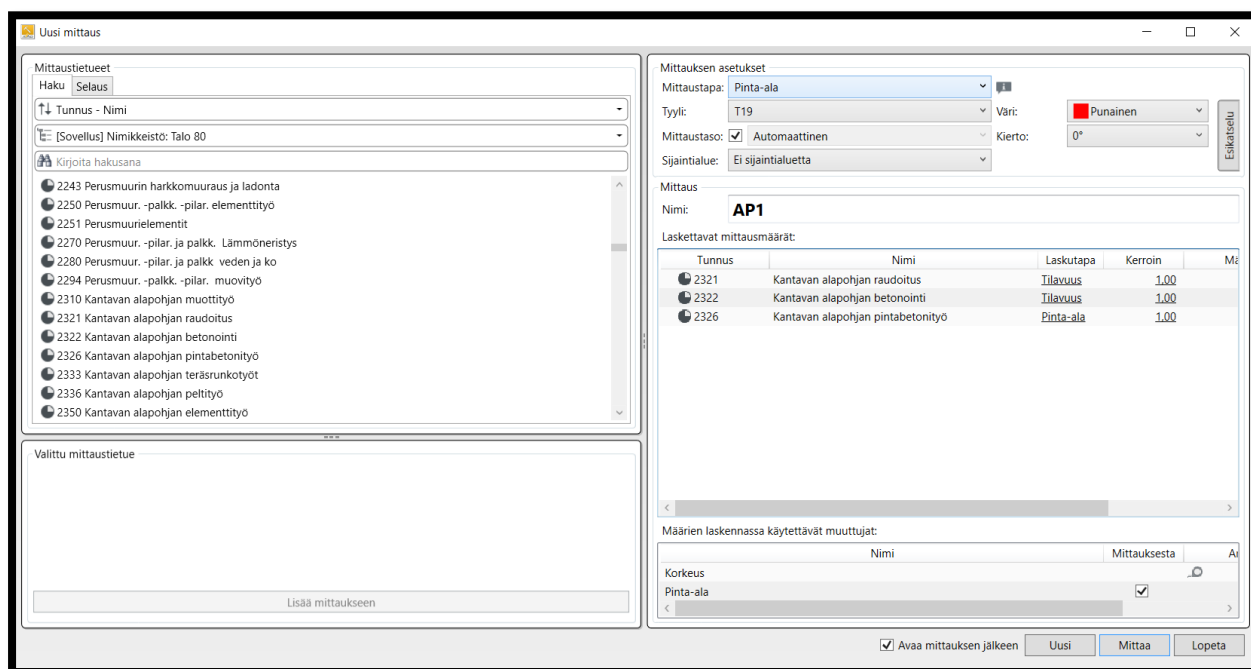 Uusi mittaus
Mittaustietueet
Haku Selaus
Tunnus - Nimi
[Sovellus] Nimikkeistö: Talo 80
Kirjoita hakusana
2243 Perusmuurin harkkomuuraus ja ladonta
2250 Perusmuur. -palkk. -pilar. elementtityö
2251 Perusmuurielementit
2270 Perusmuur. -pilar. ja palkk. Lämmöneristys
2280 Perusmuur. -pilar. ja palkk veden ja ko
2294 Perusmuur. -palkk. -pilar. muovityö
2310 Kantavan alapohjan muottityö
2321 Kantavan alapohjan raudoitus
2322 Kantavan alapohjan betonointi
2326 Kantavan alapohjan pintabetonityö
2333 Kantavan alapohjan teräsrunkotyöt
2336 Kantavan alapohjan peltityö
2350 Kantavan alapohjan elementtityö
Valittu mittaustietue
Lisää mittaukseen
Mittauksen asetukset
Mittaustapa: Pinta-ala
Tyyli: T19 Väri: Punainen
Mittaustaso: Automaattinen Kierto: 0°
Sijaintialue: Ei sijaintialuetta
Esikatselu
Mittaus
Nimi: AP1
Laskettavat mittausmäärät:
Tunnus Nimi Laskutapa Kerroin Mä
2321 Kantavan alapohjan raudoitus Tilavuus 1,00
2322 Kantavan alapohjan betonointi Tilavuus 1,00
2326 Kantavan alapohjan pintabetonityö Pinta-ala 1,00
Määrien laskennassa käytettävät muuttujat:
Nimi Mittauksesta Ar
Korkeus
Pinta-ala
Avaa mittauksen jälkeen Uusi Mittaa Lopeta